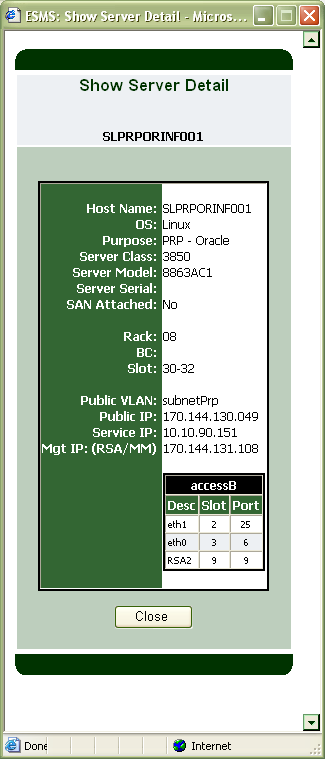 ESMS: Show Server Detail - Micros...
Show Server Detail
SLPRPORINF001
Host Name: SLPRPORINF001
OS: Linux
Purpose: PRP - Oracle
Server Class: 3850
Server Model: 8863AC1
Server Serial:
SAN Attached: No
Rack: 08
BC:
Slot: 30-32
Public VLAN: subnetPrp
Public IP: 170.144.130.049
Service IP: 10.10.90.151
Mgt IP: (RSA/MM) 170.144.131.108
accessB
Desc Slot Port
eth1 2 25
eth0 3 6
RSA2 9 9
Close
Done Internet